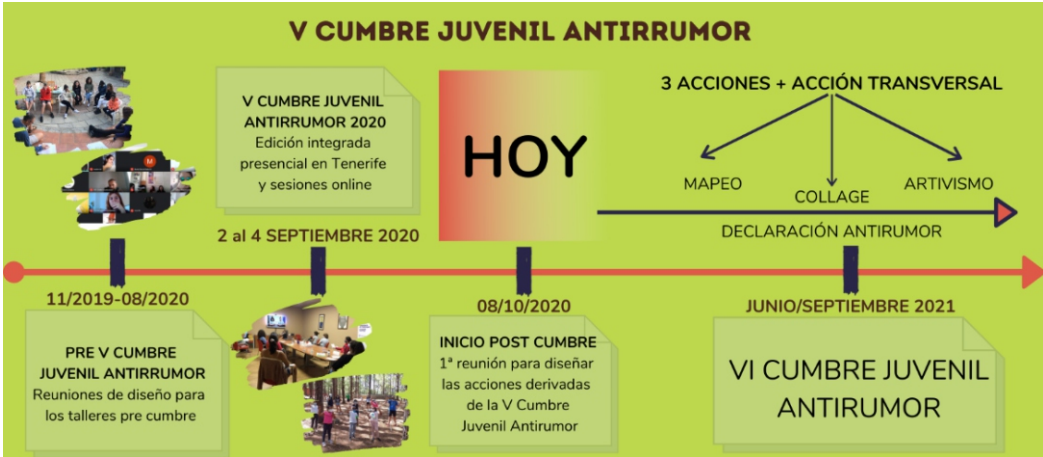 V CUMBRE JUVENIL ANTIRRUMOR
V CUMBRE JUVENIL
ANTIRRUMOR 2020
Edición integrada
presencial en Tenerife
y sesiones online
2 al 4 SEPTIEMBRE 2020
HOY
3 ACCIONES + ACCIÓN TRANSVERSAL
MAPEO
COLLAGE
ARTIVISMO
DECLARACIÓN ANTIRUMOR
11/2019-08/2020
PRE V CUMBRE
JUVENIL ANTIRRUMOR
Reuniones de diseño para
los talleres pre cumbre
08/10/2020
INICIO POST CUMBRE
1ª reunión para diseñar
las acciones derivadas
de la V Cumbre
Juvenil Antirumor
JUNIO/SEPTIEMBRE 2021
VI CUMBRE JUVENIL
ANTIRUMOR
M